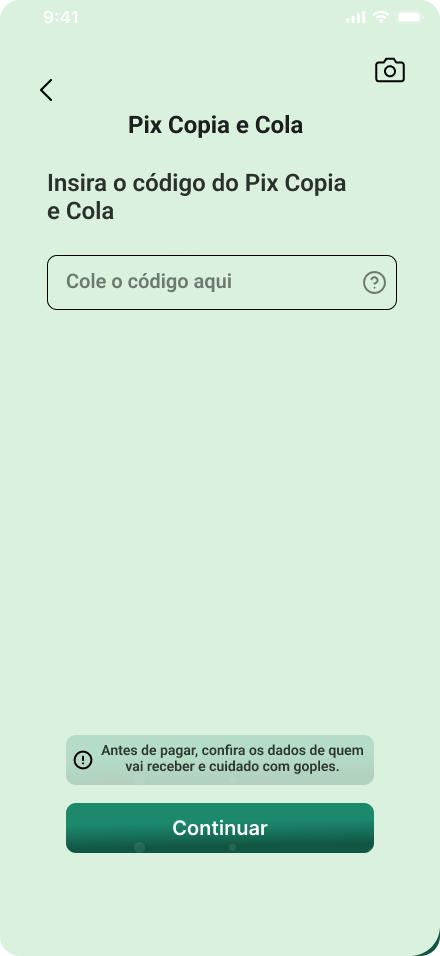 9:41
Pix Copia e Cola
Insira o código do Pix Copia
e Cola
Cole o código aqui
Antes de pagar, confira os dados de quem
vai receber e cuidado com goples.
Continuar